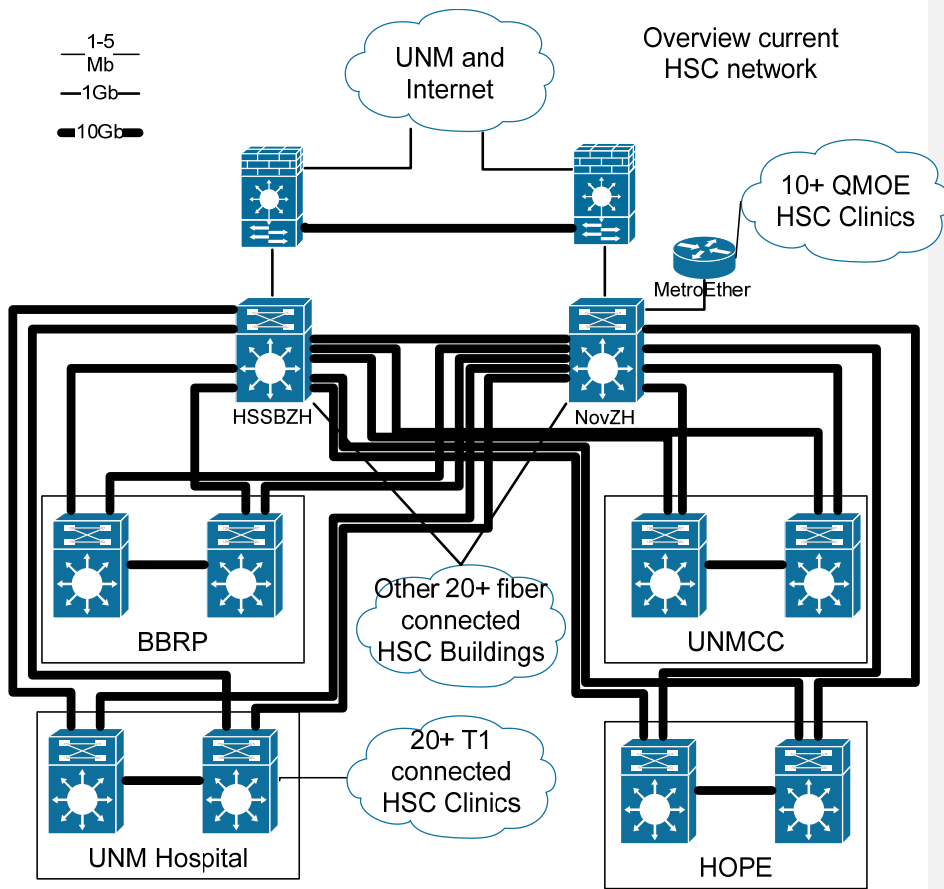 1-5
Mb
1Gb
10Gb
UNM and
Internet
Overview current
HSC network
10+ QMOE
HSC Clinics
MetroEther
HSSBZH
NovZH
BBRP
Other 20+ fiber
connected
HSC Buildings
UNMCC
UNM Hospital
20+ T1
connected
HSC Clinics
HOPE